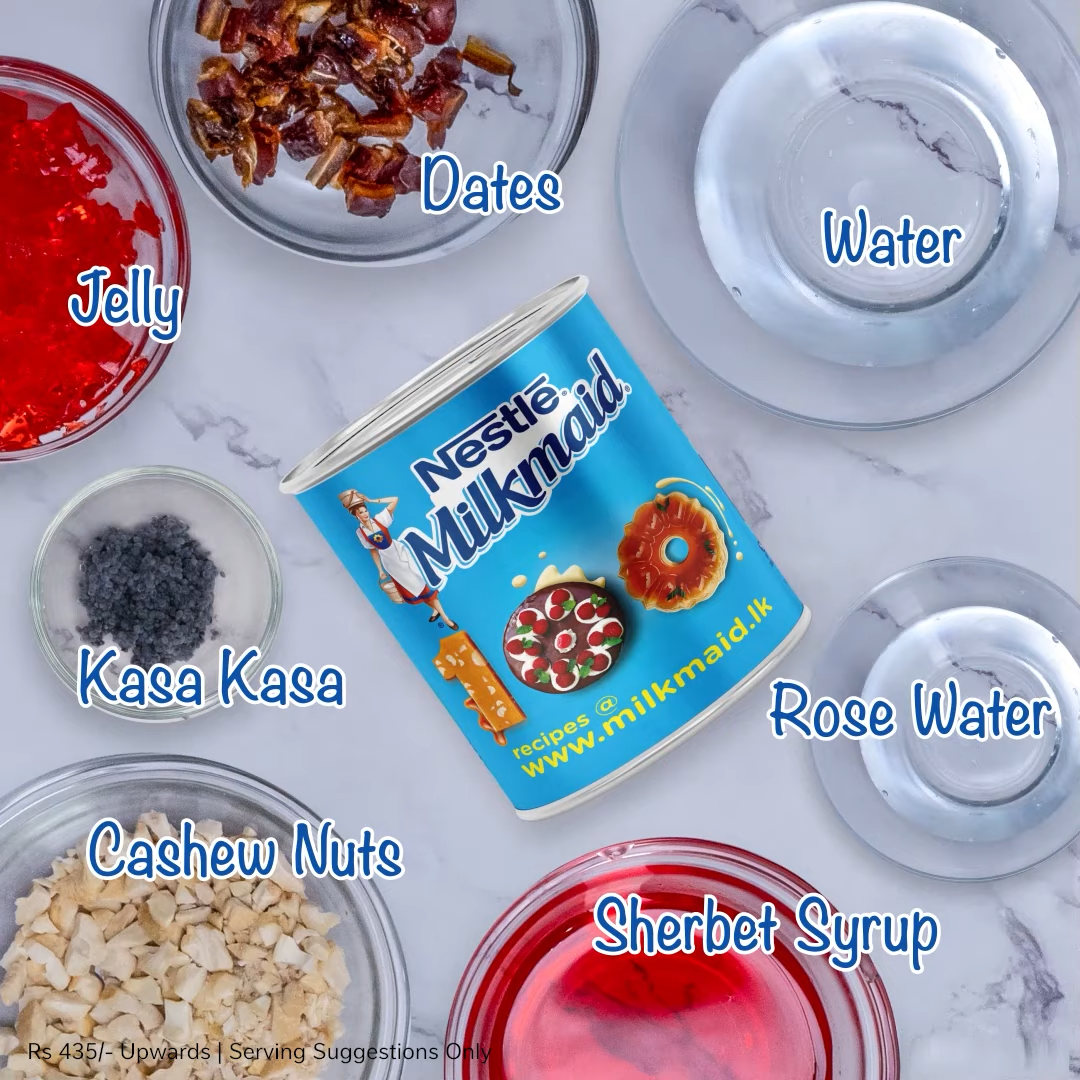 Dates
Water
Jelly
Nestlé®
Milkmaid®
recipes @
www.milkmaid.lk
Kasa Kasa
Rose Water
Cashew Nuts
Sherbet Syrup
Rs 435/- Upwards | Serving Suggestions Only